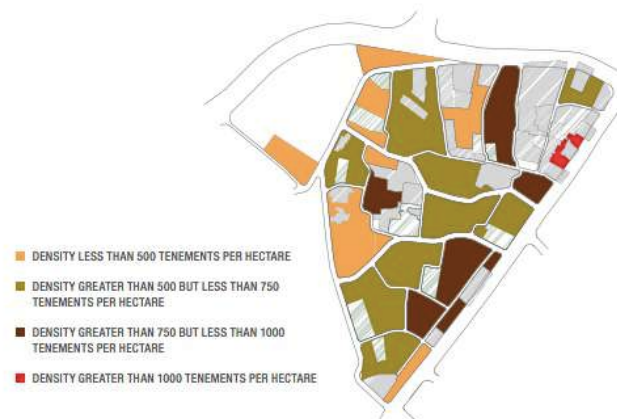 DENSITY LESS THAN 500 TENEMENTS PER HECTARE
DENSITY GREATER THAN 500 BUT LESS THAN 750
TENEMENTS PER HECTARE
DENSITY GREATER THAN 750 BUT LESS THAN 1000
TENEMENTS PER HECTARE
DENSITY GREATER THAN 1000 TENEMENTS PER HECTARE